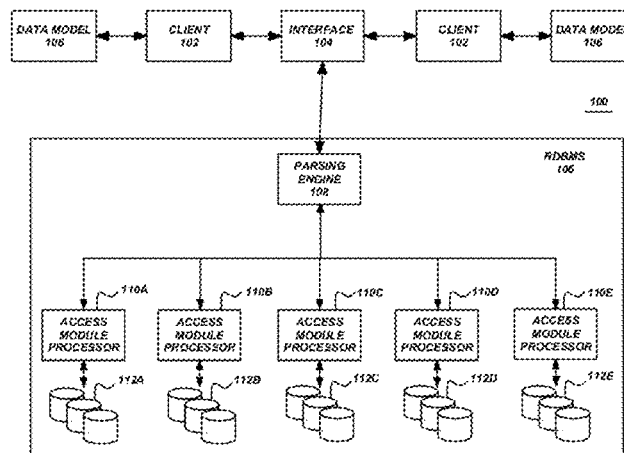 DATA MODEL
106
CLIENT
102
INTERFACE
104
CLIENT
102
DATA MODEL
106
100
RDBMS
106
PARSING
ENGINE
108
110A
110B
110C
110D
110E
ACCESS
MODULE
PROCESSOR
ACCESS
MODULE
PROCESSOR
ACCESS
MODULE
PROCESSOR
ACCESS
MODULE
PROCESSOR
ACCESS
MODULE
PROCESSOR
112A
112B
112C
112D
112E